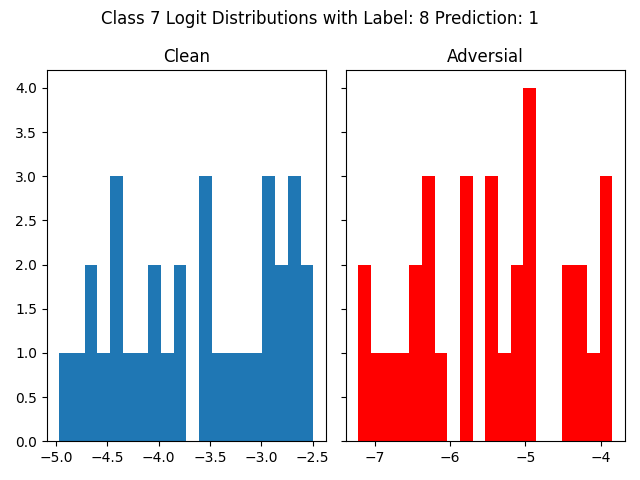 Class 7 Logit Distributions with Label: 8 Prediction: 1
Clean
Adversial
4.0
3.5
3.0
2.5
2.0
1.5
1.0
0.5
0.0
−5.0 −4.5 −4.0 −3.5 −3.0 −2.5
−7 −6 −5 −4